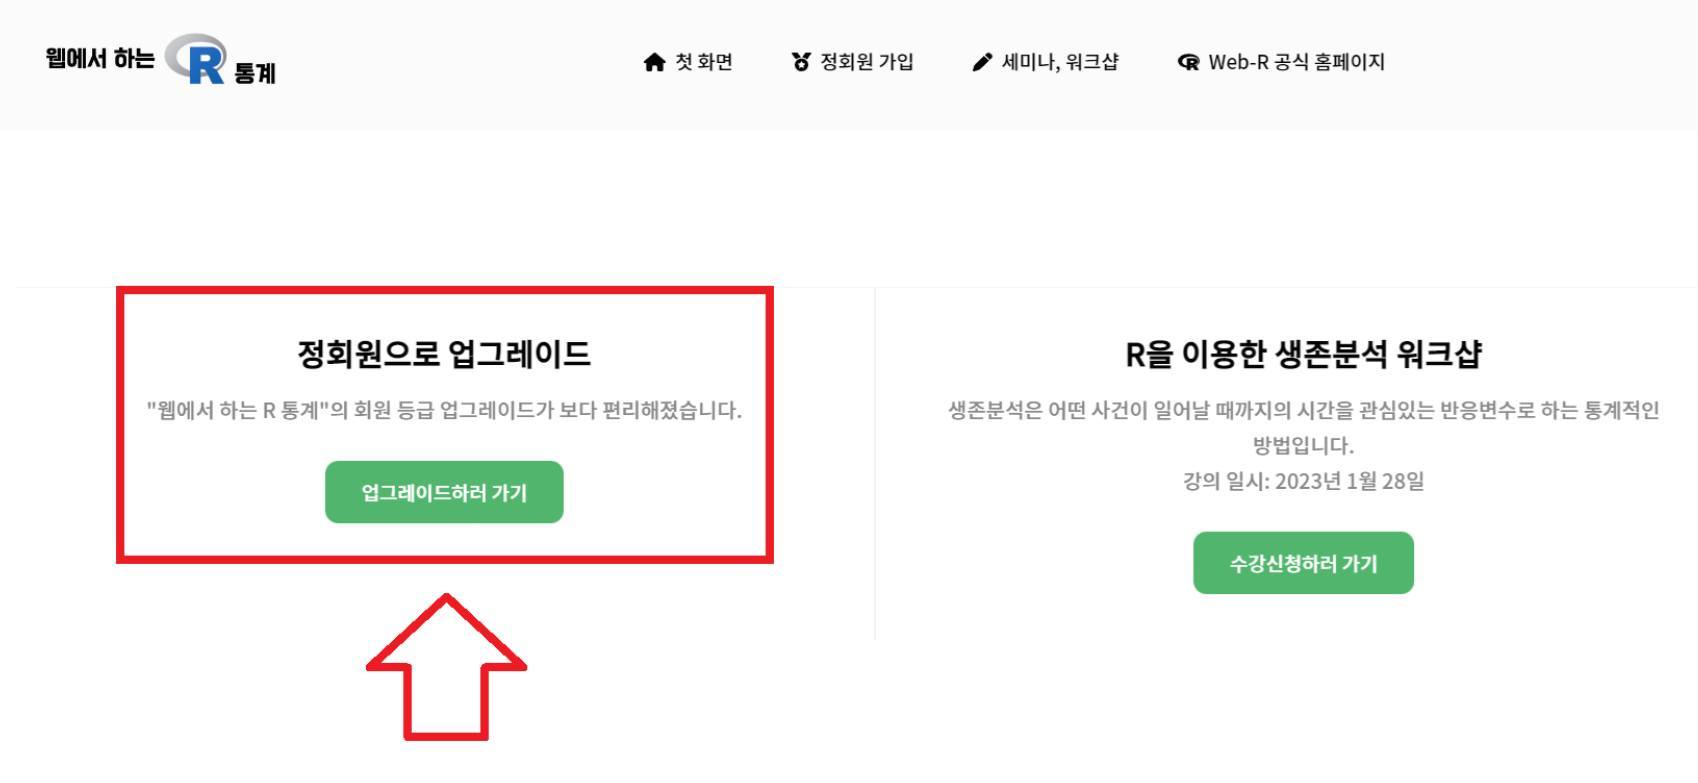 웹에서 하는 R 통계
첫 화면
정회원 가입
세미나, 워크샵
Web-R 공식 홈페이지
정회원으로 업그레이드
"웹에서 하는 R 통계"의 회원 등급 업그레이드가 보다 편리해졌습니다.
업그레이드하러 가기
R을 이용한 생존분석 워크샵
생존분석은 어떤 사건이 일어날 때까지의 시간을 관심있는 반응변수로 하는 통계적인
방법입니다.
강의 일시: 2023년 1월 28일
수강신청하러 가기